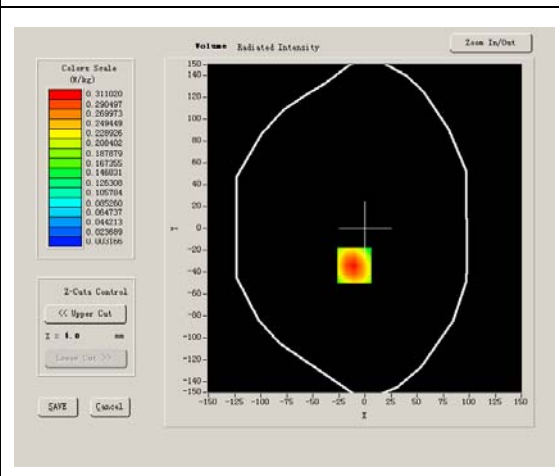 Volume Radiated Intensity
Zoom In/Out
Colors Scale
(W/kg)
0.311020
0.290497
0.269973
0.249449
0.228926
0.208402
0.187879
0.167355
0.146831
0.126308
0.105784
0.085260
0.064737
0.044213
0.023689
0.003166
Z-Cuts Control
<< Upper Cut
Z = 4.0 mm
Lower Cut >>
SAVE
Cancel
150
140
120
100
80
60
40
20
0
-20
-40
-60
-80
-100
-120
-140
-150
Y
-150 -125 -100 -75 -50 -25 0 25 50 75 100 125 150
X